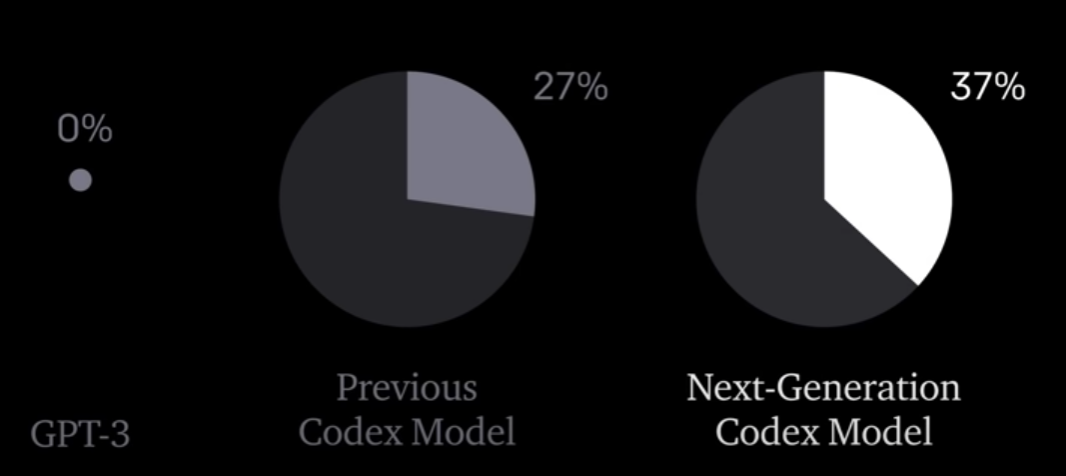 0%
GPT-3
27%
Previous
Codex Model
37%
Next-Generation
Codex Model